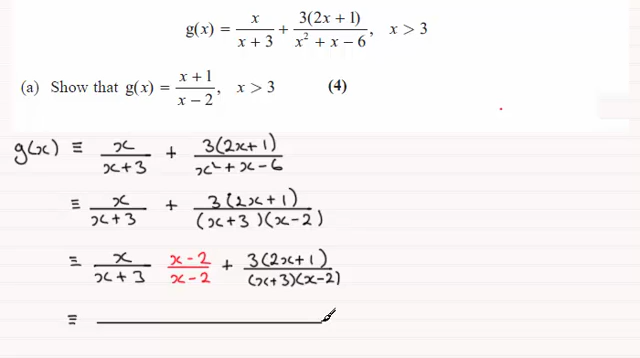 g(x) = x/(x + 3) + 3(2x + 1)/(x² + x − 6), x > 3
(a) Show that g(x) = (x + 1)/(x − 2), x > 3 (4)
g(x) ≡ x/(x+3) + 3(2x+1)/(x²+x−6)
≡ x/(x+3) + 3(2x+1)/((x+3)(x−2))
≡ x/(x+3) (x−2)/(x−2) + 3(2x+1)/((x+3)(x−2))
≡